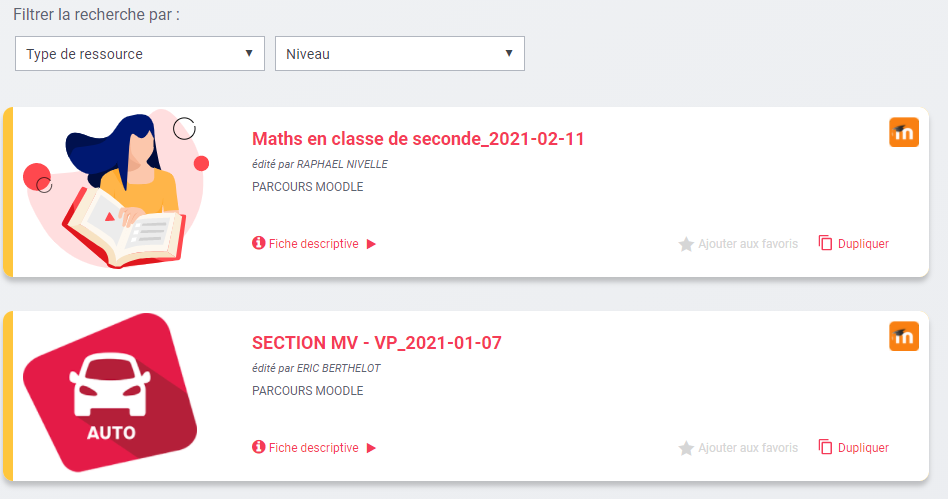 Filtrer la recherche par :
Type de ressource
Niveau
Maths en classe de seconde_2021-02-11
édité par RAPHAEL NIVELLE
PARCOURS MOODLE
Fiche descriptive
Ajouter aux favoris
Dupliquer
AUTO
SECTION MV - VP_2021-01-07
édité par ERIC BERTHELOT
PARCOURS MOODLE
Fiche descriptive
Ajouter aux favoris
Dupliquer